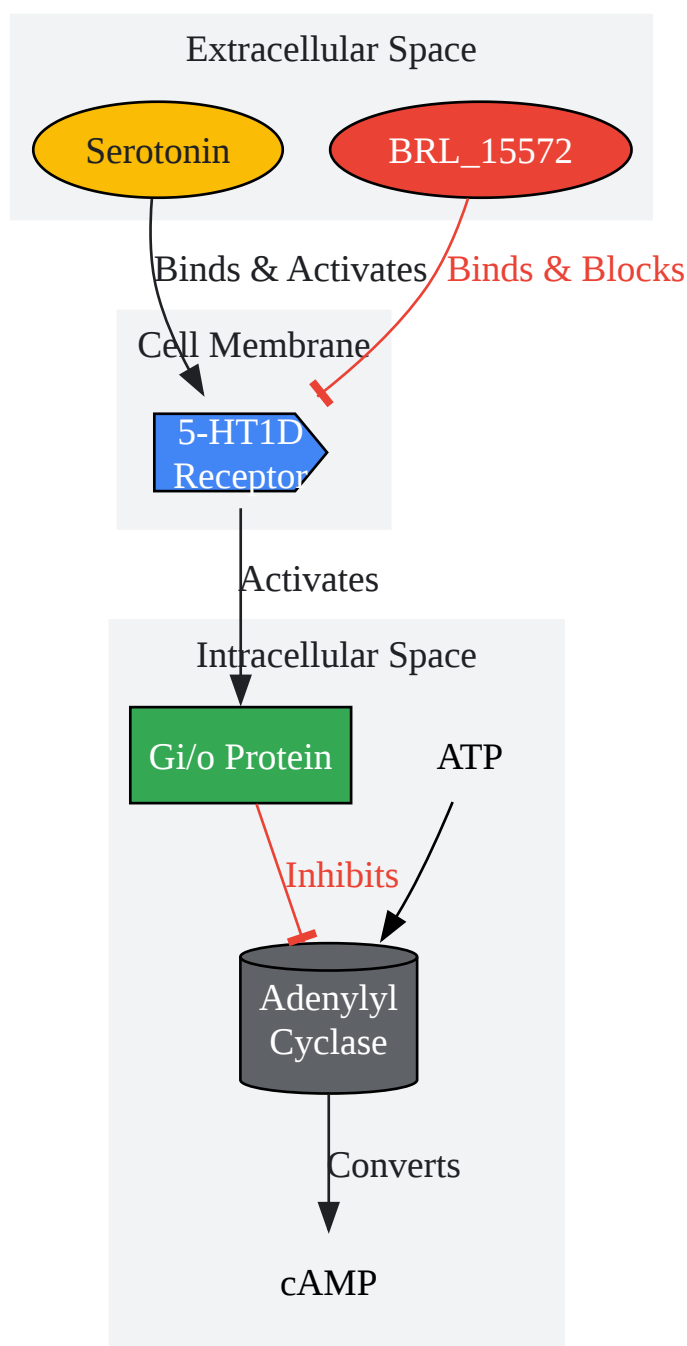 Extracellular Space
Serotonin
BRL_15572
Binds & Activates
Binds & Blocks
Cell Membrane
5-HT1D
Receptor
Activates
Intracellular Space
Gi/o Protein
ATP
Inhibits
Adenylyl
Cyclase
Converts
cAMP